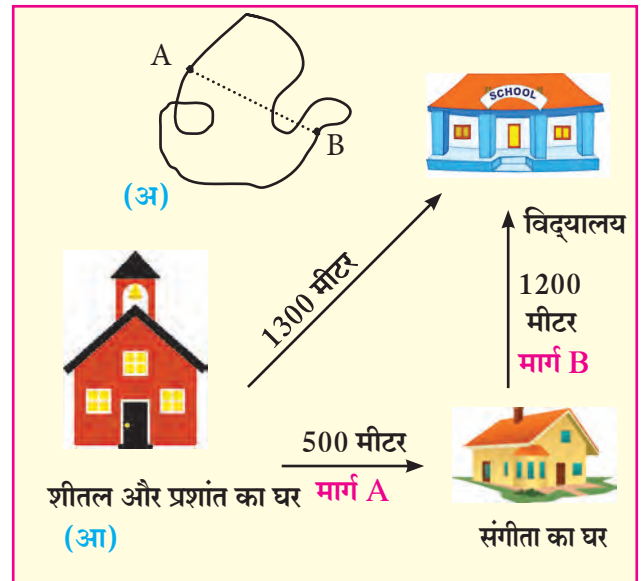 A
B
(अ)
SCHOOL
विद्‌यालय
1300 मीटर
1200
मीटर
मार्ग B
500 मीटर
मार्ग A
शीतल और प्रशांत का घर
(आ)
संगीता का घर